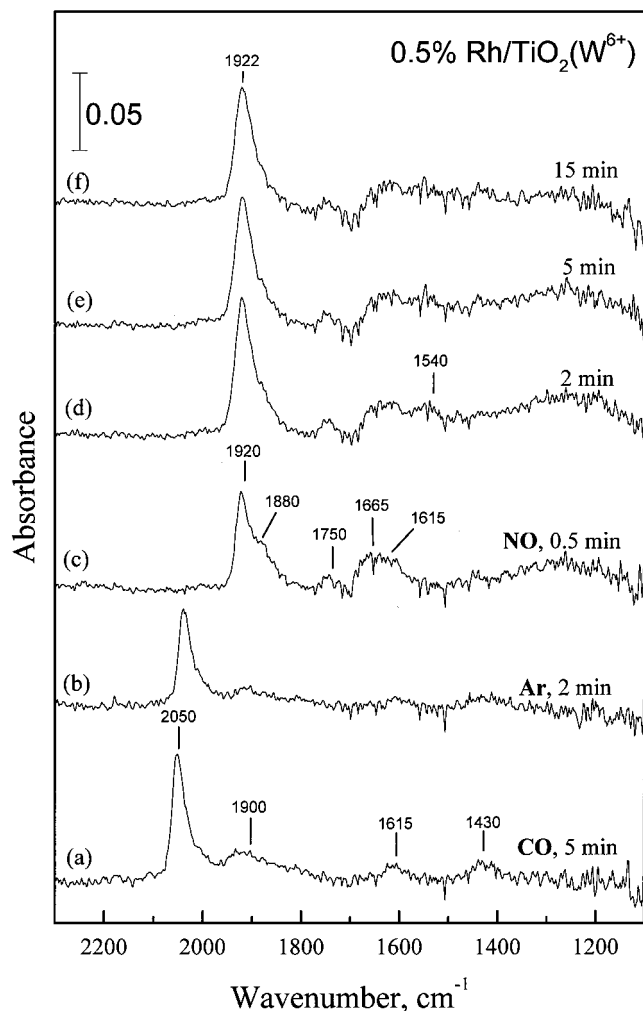 0.5% Rh/TiO2(W6+)
1922
0.05
(f)
15 min
(e)
5 min
1540
(d)
2 min
1920
1880
1750
1665
1615
(c)
NO, 0.5 min
(b)
Ar, 2 min
2050
1900
1615
1430
(a)
CO, 5 min
Absorbance
2200 2000 1800 1600 1400 1200
Wavenumber, cm-1